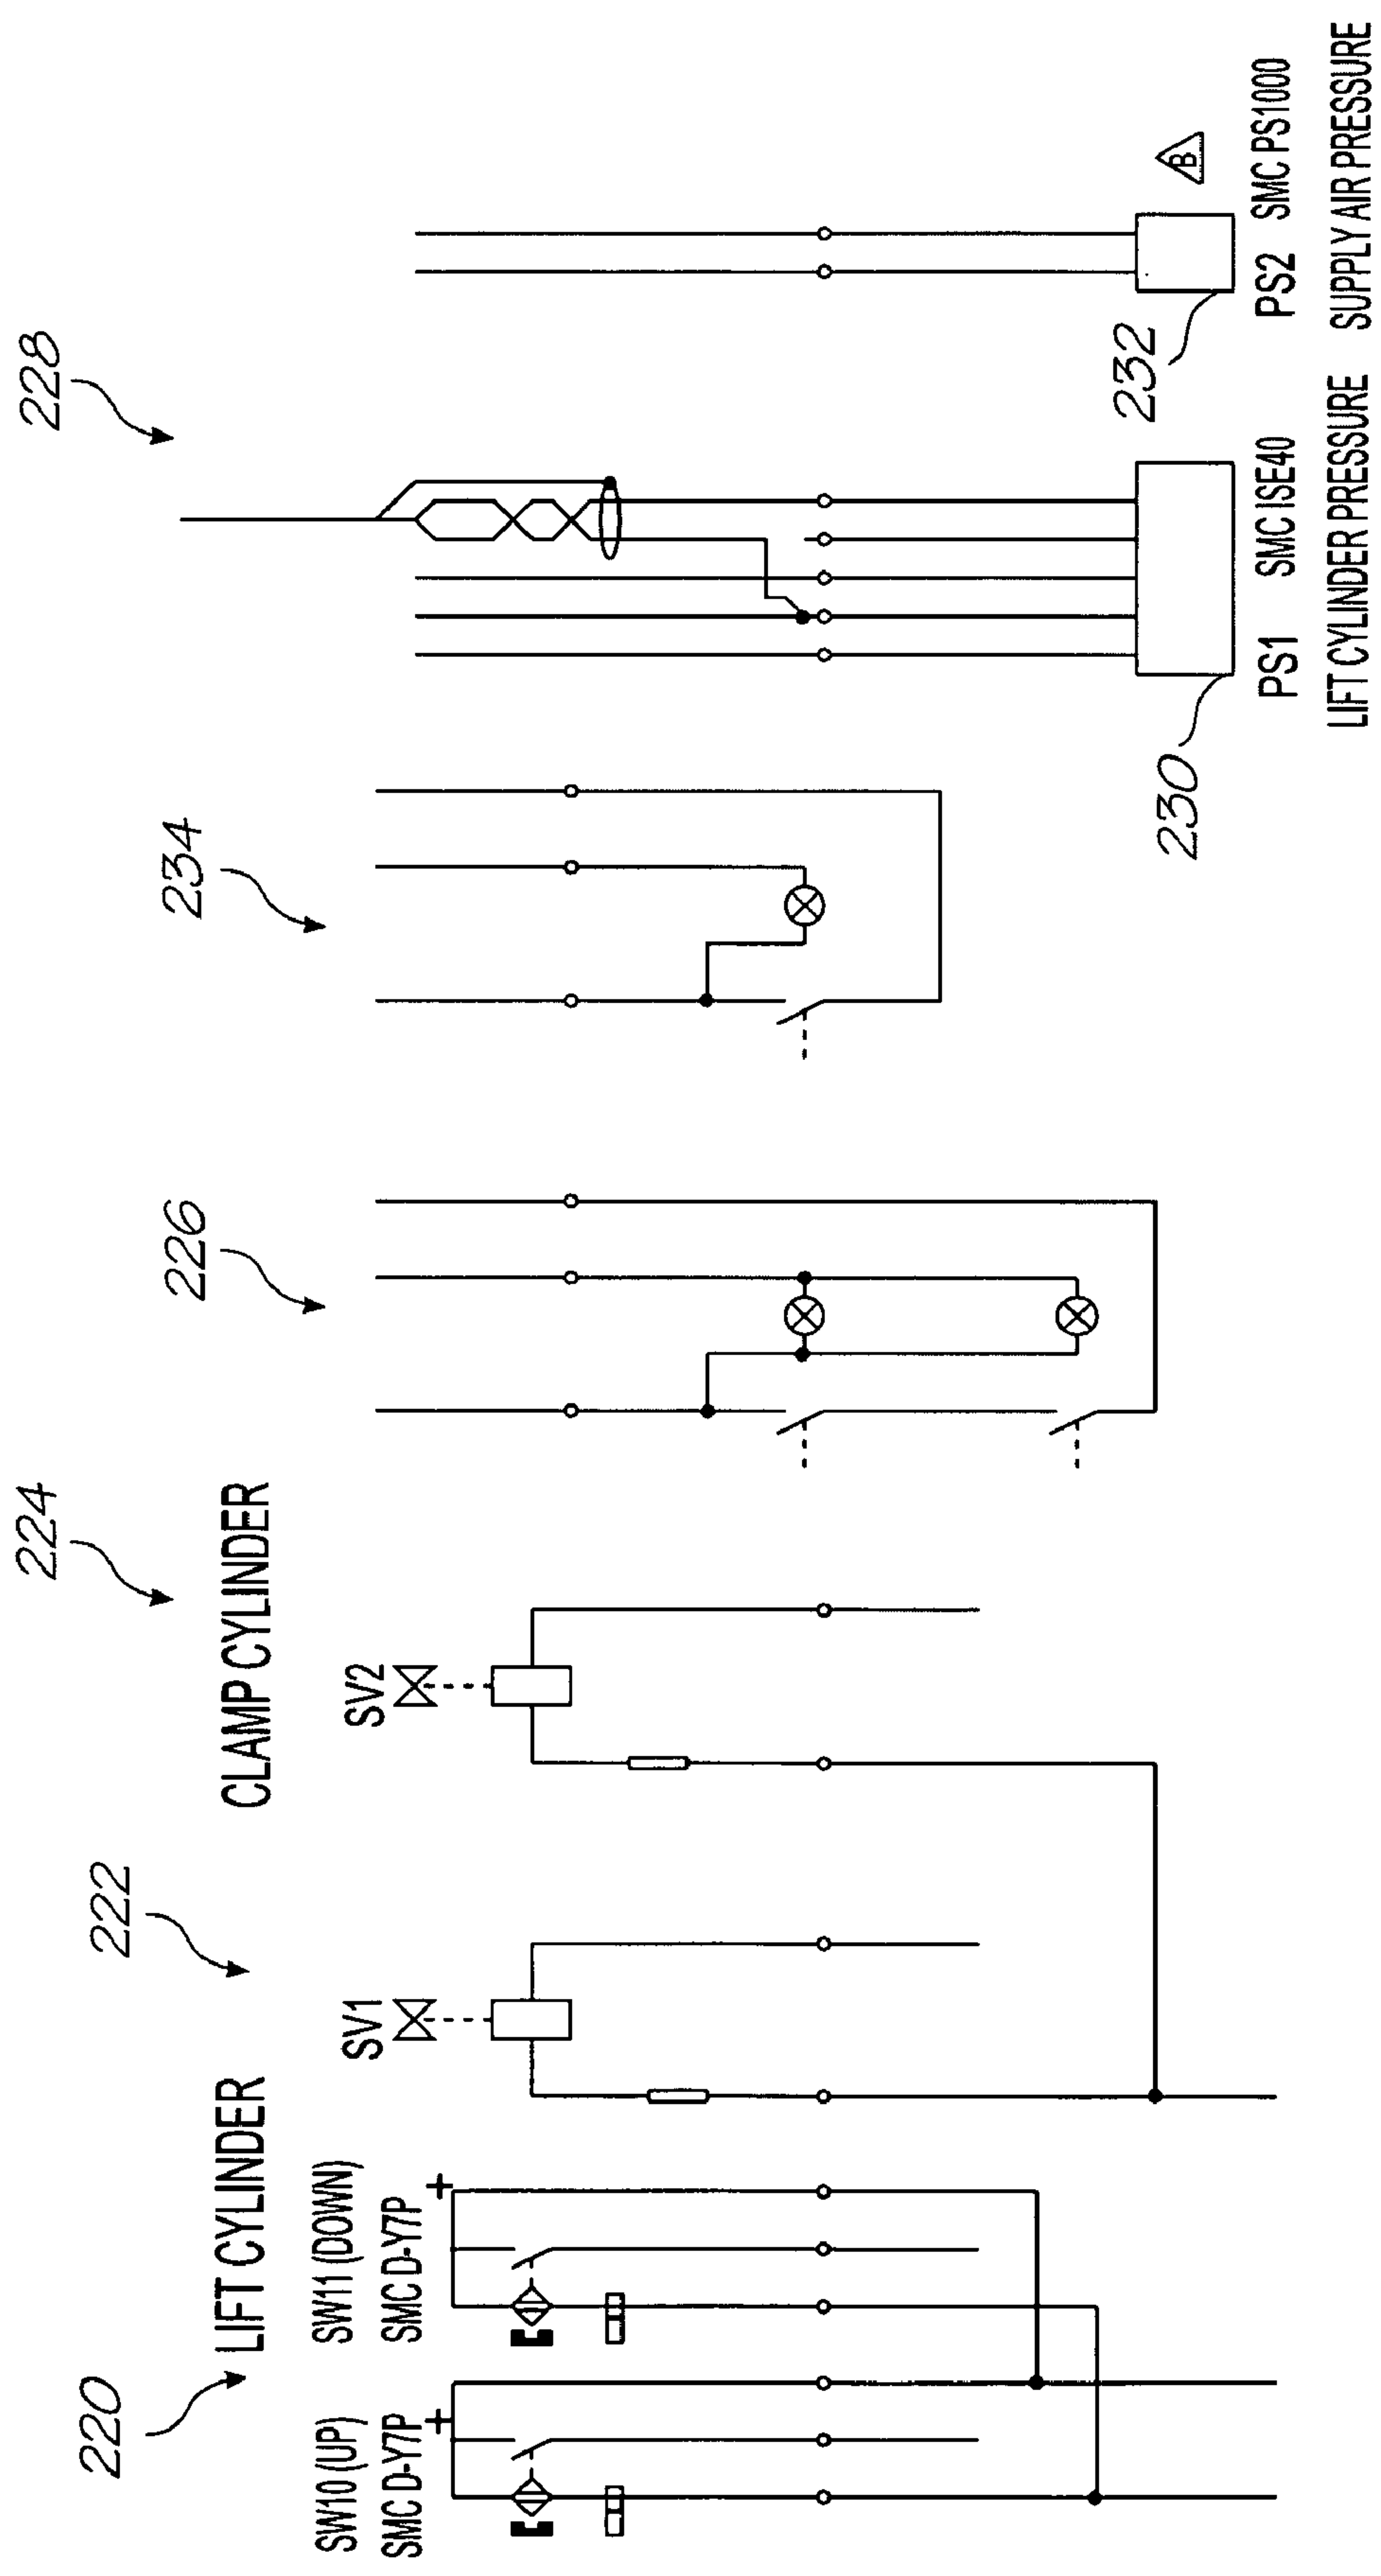 220
LIFT CYLINDER
SW10 (UP)
SMC D-Y7P
+
SW11 (DOWN)
SMC D-Y7P
+
222
SV1
224
CLAMP CYLINDER
SV2
226
234
228
230
PS1 SMC ISE40
LIFT CYLINDER PRESSURE
232
B
PS2 SMC PS1000
SUPPLY AIR PRESSURE